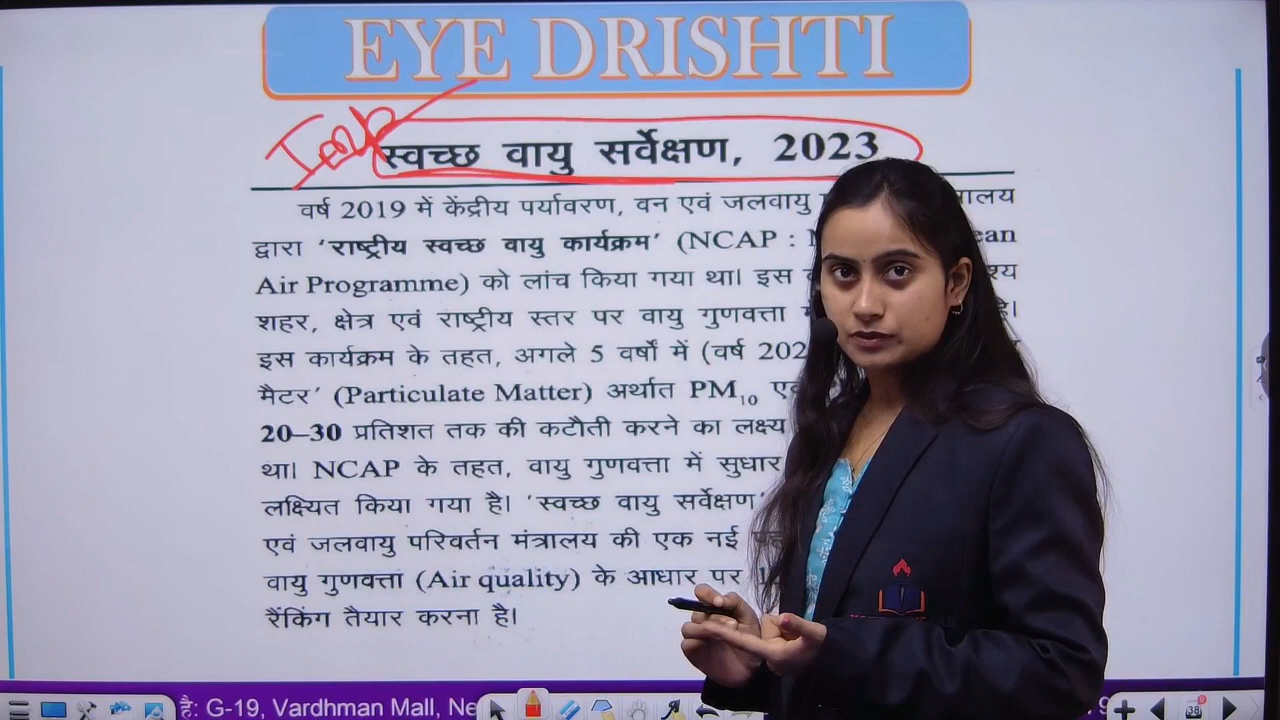 EYE DRISHTI
Imp
स्वच्छ वायु सर्वेक्षण, 2023
वर्ष 2019 में केंद्रीय पर्यावरण, वन एवं जलवायु
द्वारा 'राष्ट्रीय स्वच्छ वायु कार्यक्रम' (NCAP :
Air Programme) को लांच किया गया था। इस
शहर, क्षेत्र एवं राष्ट्रीय स्तर पर वायु गुणवत्ता
इस कार्यक्रम के तहत, अगले 5 वर्षों में (वर्ष 202
मैटर' (Particulate Matter) अर्थात PM10
20–30 प्रतिशत तक की कटौती करने का लक्ष्य
था। NCAP के तहत, वायु गुणवत्ता में सुधार
लक्ष्यित किया गया है। 'स्वच्छ वायु सर्वेक्षण'
एवं जलवायु परिवर्तन मंत्रालय की एक नई
वायु गुणवत्ता (Air quality) के आधार पर
रैंकिंग तैयार करना है।
है: G-19, Vardhman Mall,
38